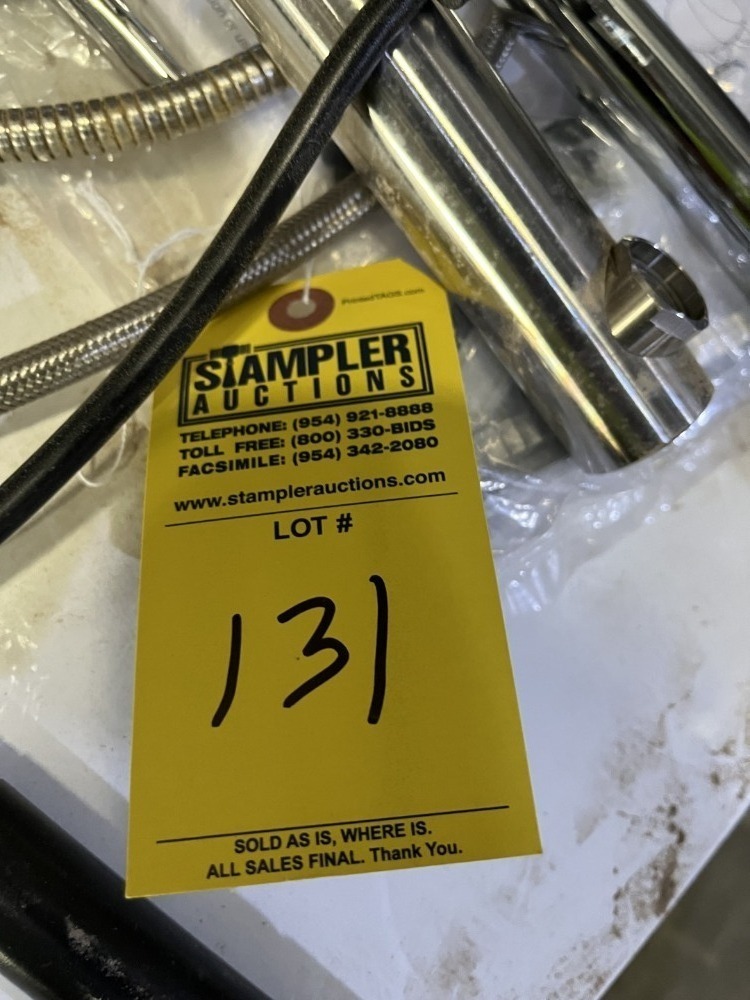 PrintedTAGS.com
STAMPLER
AUCTIONS
TELEPHONE: (954) 921-8888
TOLL FREE: (800) 330-BIDS
FACSIMILE: (954) 342-2080
www.stamplerauctions.com
LOT #
131
SOLD AS IS, WHERE IS.
ALL SALES FINAL. Thank You.